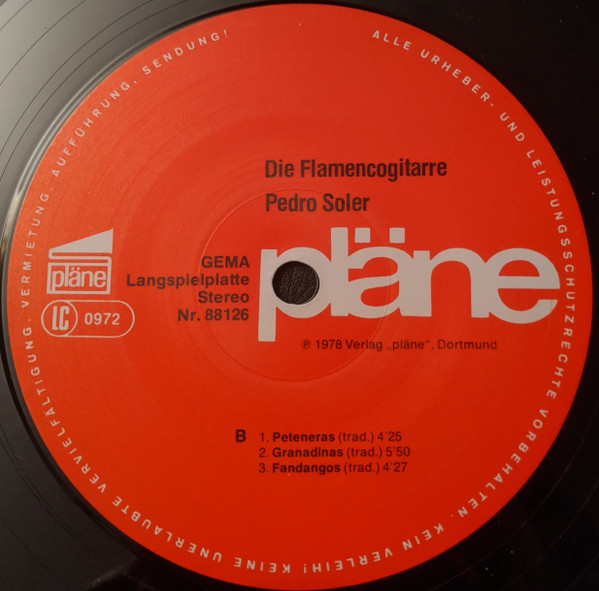 ALLE URHEBER- UND LEISTUNGSSCHUTZRECHTE VORBEHALTEN. KEIN VERLEIH! KEINE UNERLAUBTE VERVIELFÄLTIGUNG, VERMIETUNG, AUFFÜHRUNG, SENDUNG!
Die Flamencogitarre
Pedro Soler
pläne
LC 0972
GEMA
Langspielplatte
Stereo
Nr. 88126
pläne
℗ 1978 Verlag „pläne", Dortmund
B 1. Peteneras (trad.) 4'25
2. Granadinas (trad.) 5'50
3. Fandangos (trad.) 4'27